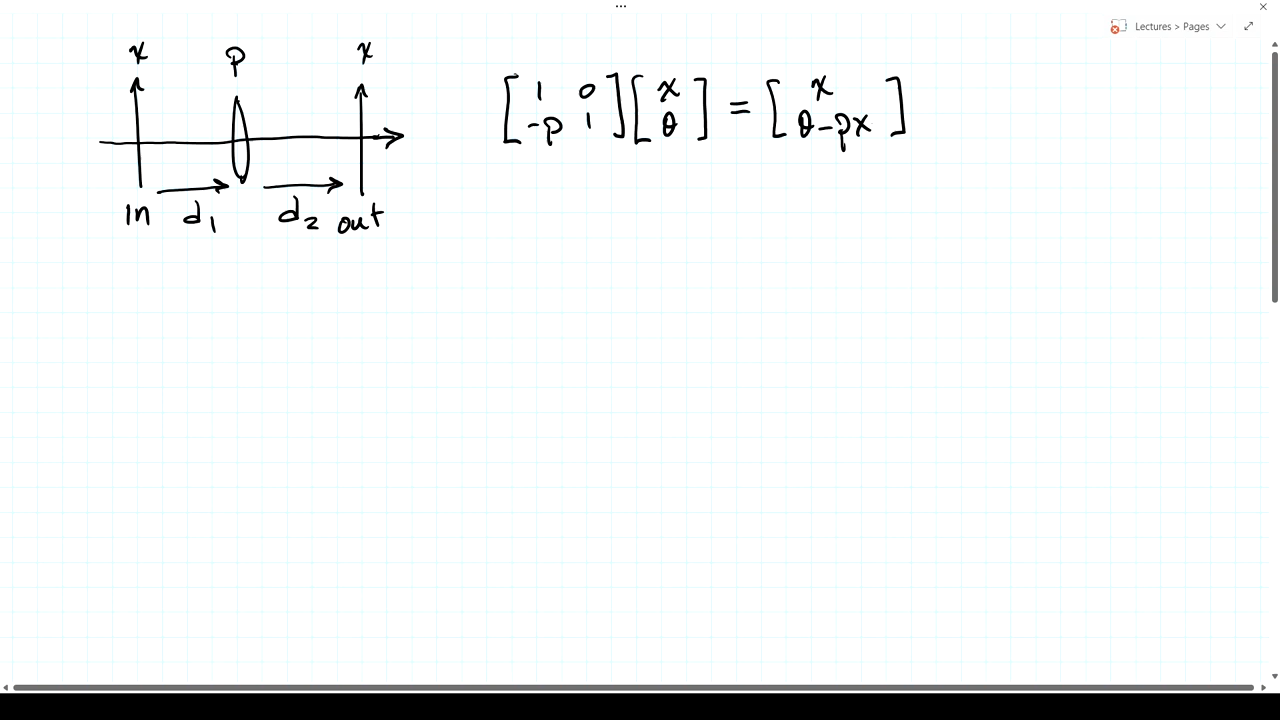 ...
Lectures > Pages
x p x
[1 0
-p 1] [x
θ] = [x
θ-px]
in d₁ d₂ out